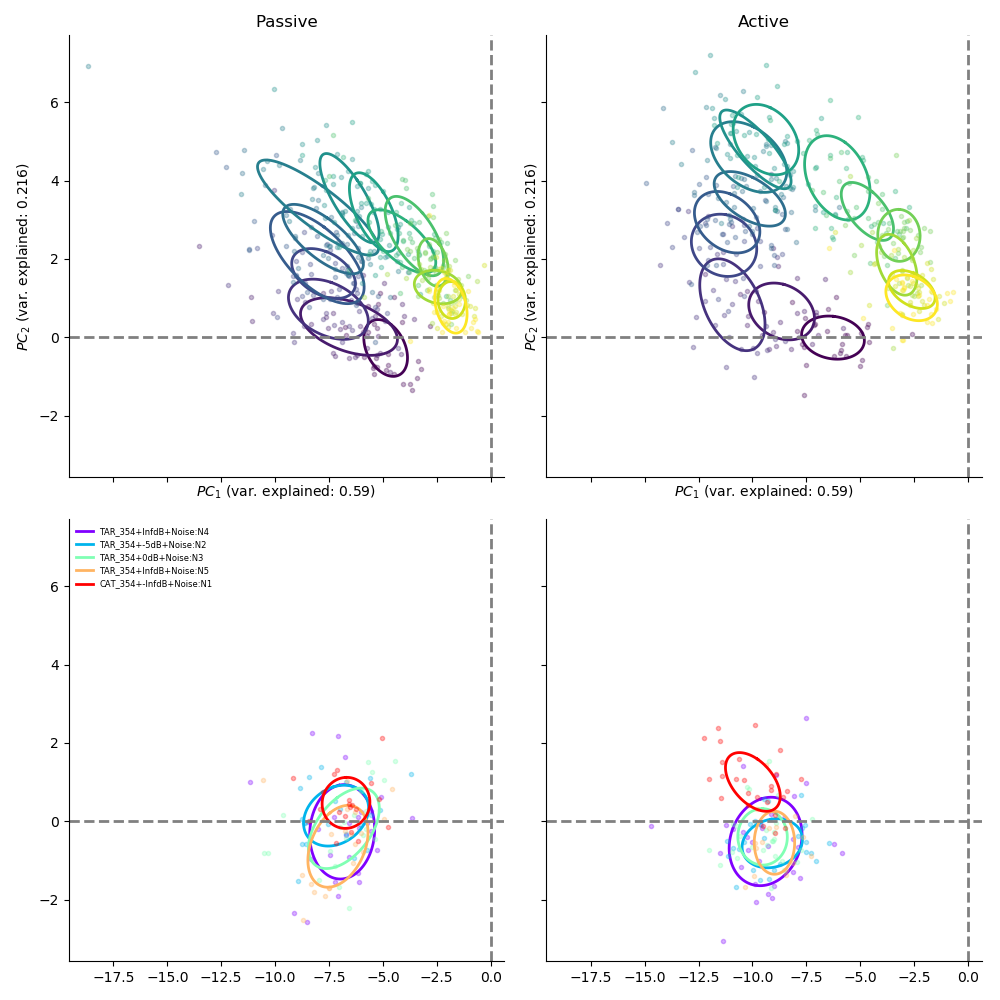 Passive
Active
6
4
2
0
−2
PC2 (var. explained: 0.216)
PC2 (var. explained: 0.216)
PC1 (var. explained: 0.59)
PC1 (var. explained: 0.59)
TAR_354+InfdB+Noise:N4
TAR_354+-5dB+Noise:N2
TAR_354+0dB+Noise:N3
TAR_354+InfdB+Noise:N5
CAT_354+-InfdB+Noise:N1
6
4
2
0
−2
−17.5 −15.0 −12.5 −10.0 −7.5 −5.0 −2.5 0.0
−17.5 −15.0 −12.5 −10.0 −7.5 −5.0 −2.5 0.0